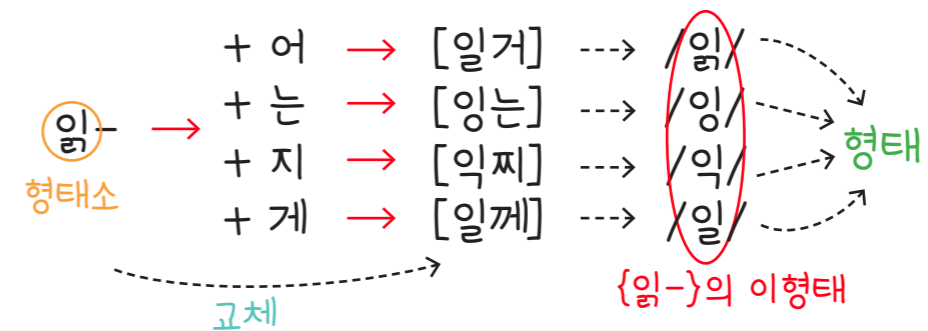 + 어 → [일거] ⇢ /읽/
+ 는 → [잉는] ⇢ /잉/
읽- → 형태
+ 지 → [익찌] ⇢ /익/
형태소
+ 게 → [일께] ⇢ /일/
{읽-}의 이형태
교체